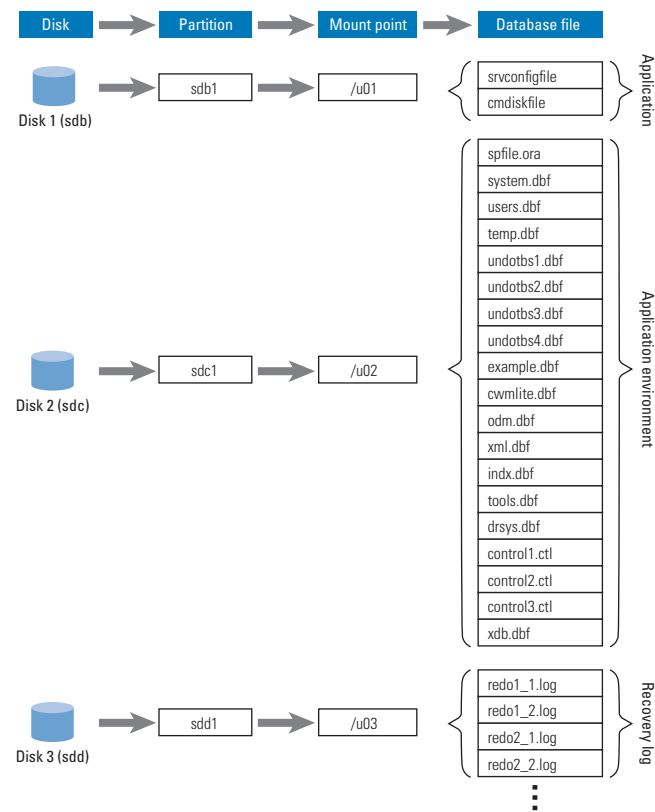 Disk
Partition
Mount point
Database file
Disk 1 (sdb)
sdb1
/u01
srvconfigfile
cmdiskfile
Application
Disk 2 (sdc)
sdc1
/u02
spfile.ora
system.dbf
users.dbf
temp.dbf
undotbs1.dbf
undotbs2.dbf
undotbs3.dbf
undotbs4.dbf
example.dbf
cwmlite.dbf
odm.dbf
xml.dbf
indx.dbf
tools.dbf
drsys.dbf
control1.ctl
control2.ctl
control3.ctl
xdb.dbf
Application environment
Disk 3 (sdd)
sdd1
/u03
redo1_1.log
redo1_2.log
redo2_1.log
redo2_2.log
Recovery log